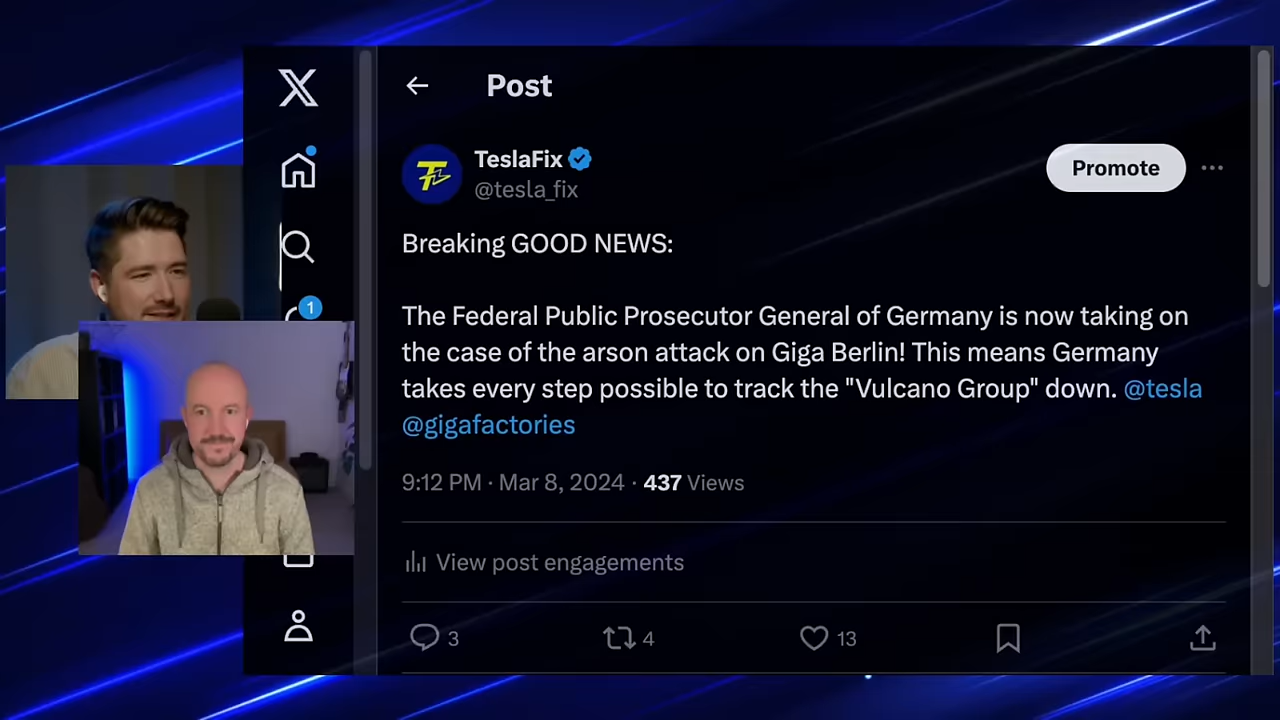 Post
TeslaFix
@tesla_fix
Promote
Breaking GOOD NEWS:
The Federal Public Prosecutor General of Germany is now taking on
the case of the arson attack on Giga Berlin! This means Germany
takes every step possible to track the "Vulcano Group" down. @tesla
@gigafactories
9:12 PM · Mar 8, 2024 · 437 Views
View post engagements
3
4
13
1